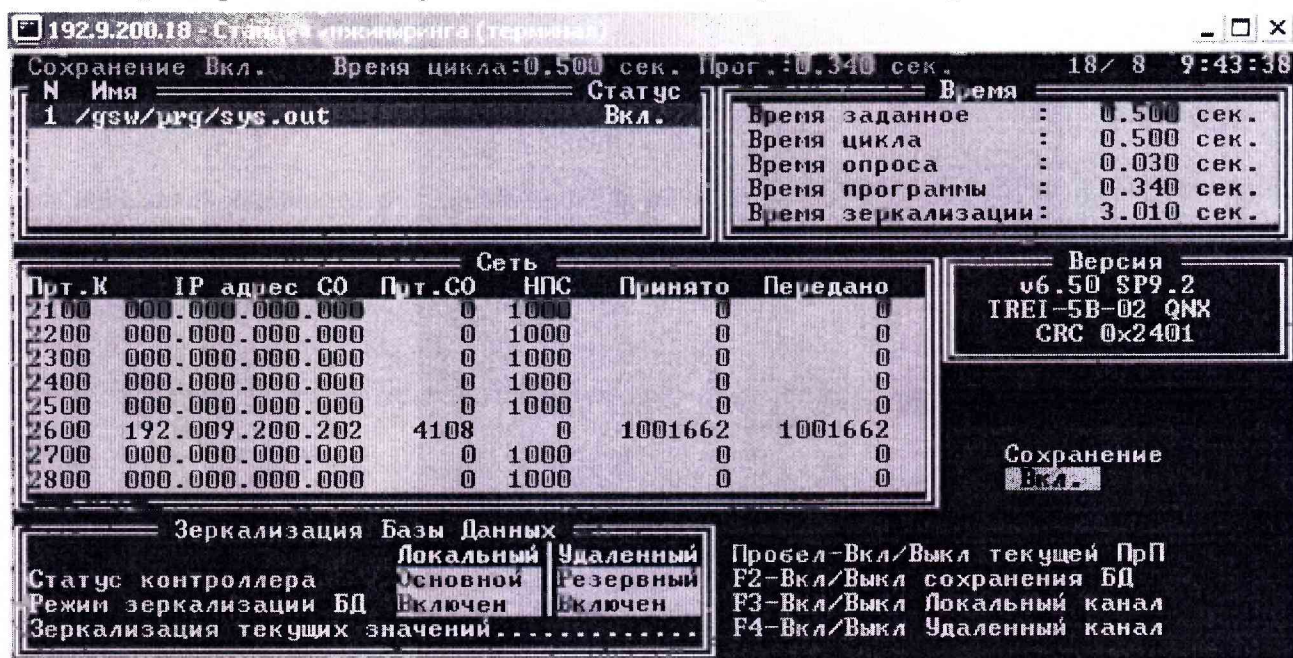 192.9.200.18 - Станция инжиниринга (терминал)
Сохранение Вкл. Время цикла:0.500 сек. Прог.:0.340 сек. 18/ 8 9:43:38
N Имя Статус
1 /gsw/prg/sys.out Вкл.
Время
Время заданное : 0.500 сек.
Время цикла : 0.500 сек.
Время опроса : 0.030 сек.
Время программы : 0.340 сек.
Время зеркализации: 3.010 сек.
Сеть
Прт.К IP адрес СО Прт.СО НПС Принято Передано
2100 000.000.000.000 0 1000 0 0
2200 000.000.000.000 0 1000 0 0
2300 000.000.000.000 0 1000 0 0
2400 000.000.000.000 0 1000 0 0
2500 000.000.000.000 0 1000 0 0
2600 192.009.200.202 4108 0 1001662 1001662
2700 000.000.000.000 0 1000 0 0
2800 000.000.000.000 0 1000 0 0
Версия
v6.50 SP9.2
TREI-5B-02 QNX
CRC 0x2401
Сохранение
Вкл.
Зеркализация Базы Данных
Локальный Удаленный
Статус контроллера Основной Резервный
Режим зеркализации БД Включен Включен
Зеркализация текущих значений..............
Пробел-Вкл/Выкл текущей ПрП
F2-Вкл/Выкл сохранения БД
F3-Вкл/Выкл Локальный канал
F4-Вкл/Выкл Удаленный канал